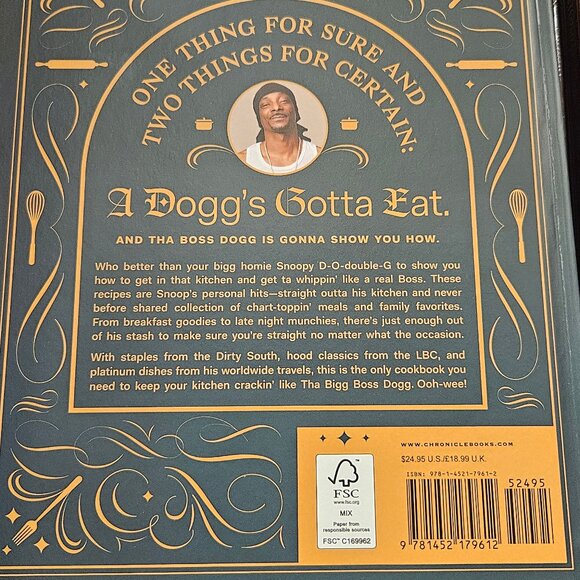 ONE THING FOR SURE AND
TWO THINGS FOR CERTAIN:
A Dogg's Gotta Eat.
AND THA BOSS DOGG IS GONNA SHOW YOU HOW.
Who better than your bigg homie Snoopy D-O-double-G to show you
how to get in that kitchen and get ta whippin' like a real Boss. These
recipes are Snoop's personal hits—straight outta his kitchen and never
before shared collection of chart-toppin' meals and family favorites.
From breakfast goodies to late night munchies, there's just enough out
of his stash to make sure you're straight no matter what the occasion.
With staples from the Dirty South, hood classics from the LBC, and
platinum dishes from his worldwide travels, this is the only cookbook you
need to keep your kitchen crackin' like Tha Bigg Boss Dogg. Ooh-wee!
FSC
www.fsc.org
MIX
Paper from
responsible sources
FSC™ C169962
WWW.CHRONICLEBOOKS.COM
$24.95 U.S./£18.99 U.K.
ISBN: 978-1-4521-7961-2
52495
9 781452 179612